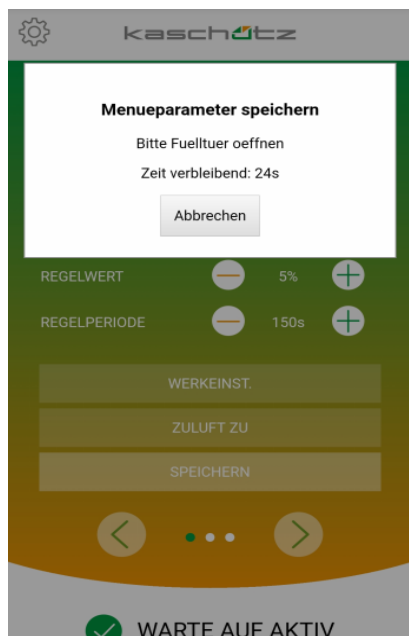 kaschütz
Menueparameter speichern
Bitte Fuelltuer oeffnen
Zeit verbleibend: 24s
Abbrechen
REGELWERT 5%
REGELPERIODE 150s
WERKEINST.
ZULUFT ZU
SPEICHERN
WARTE AUF AKTIV